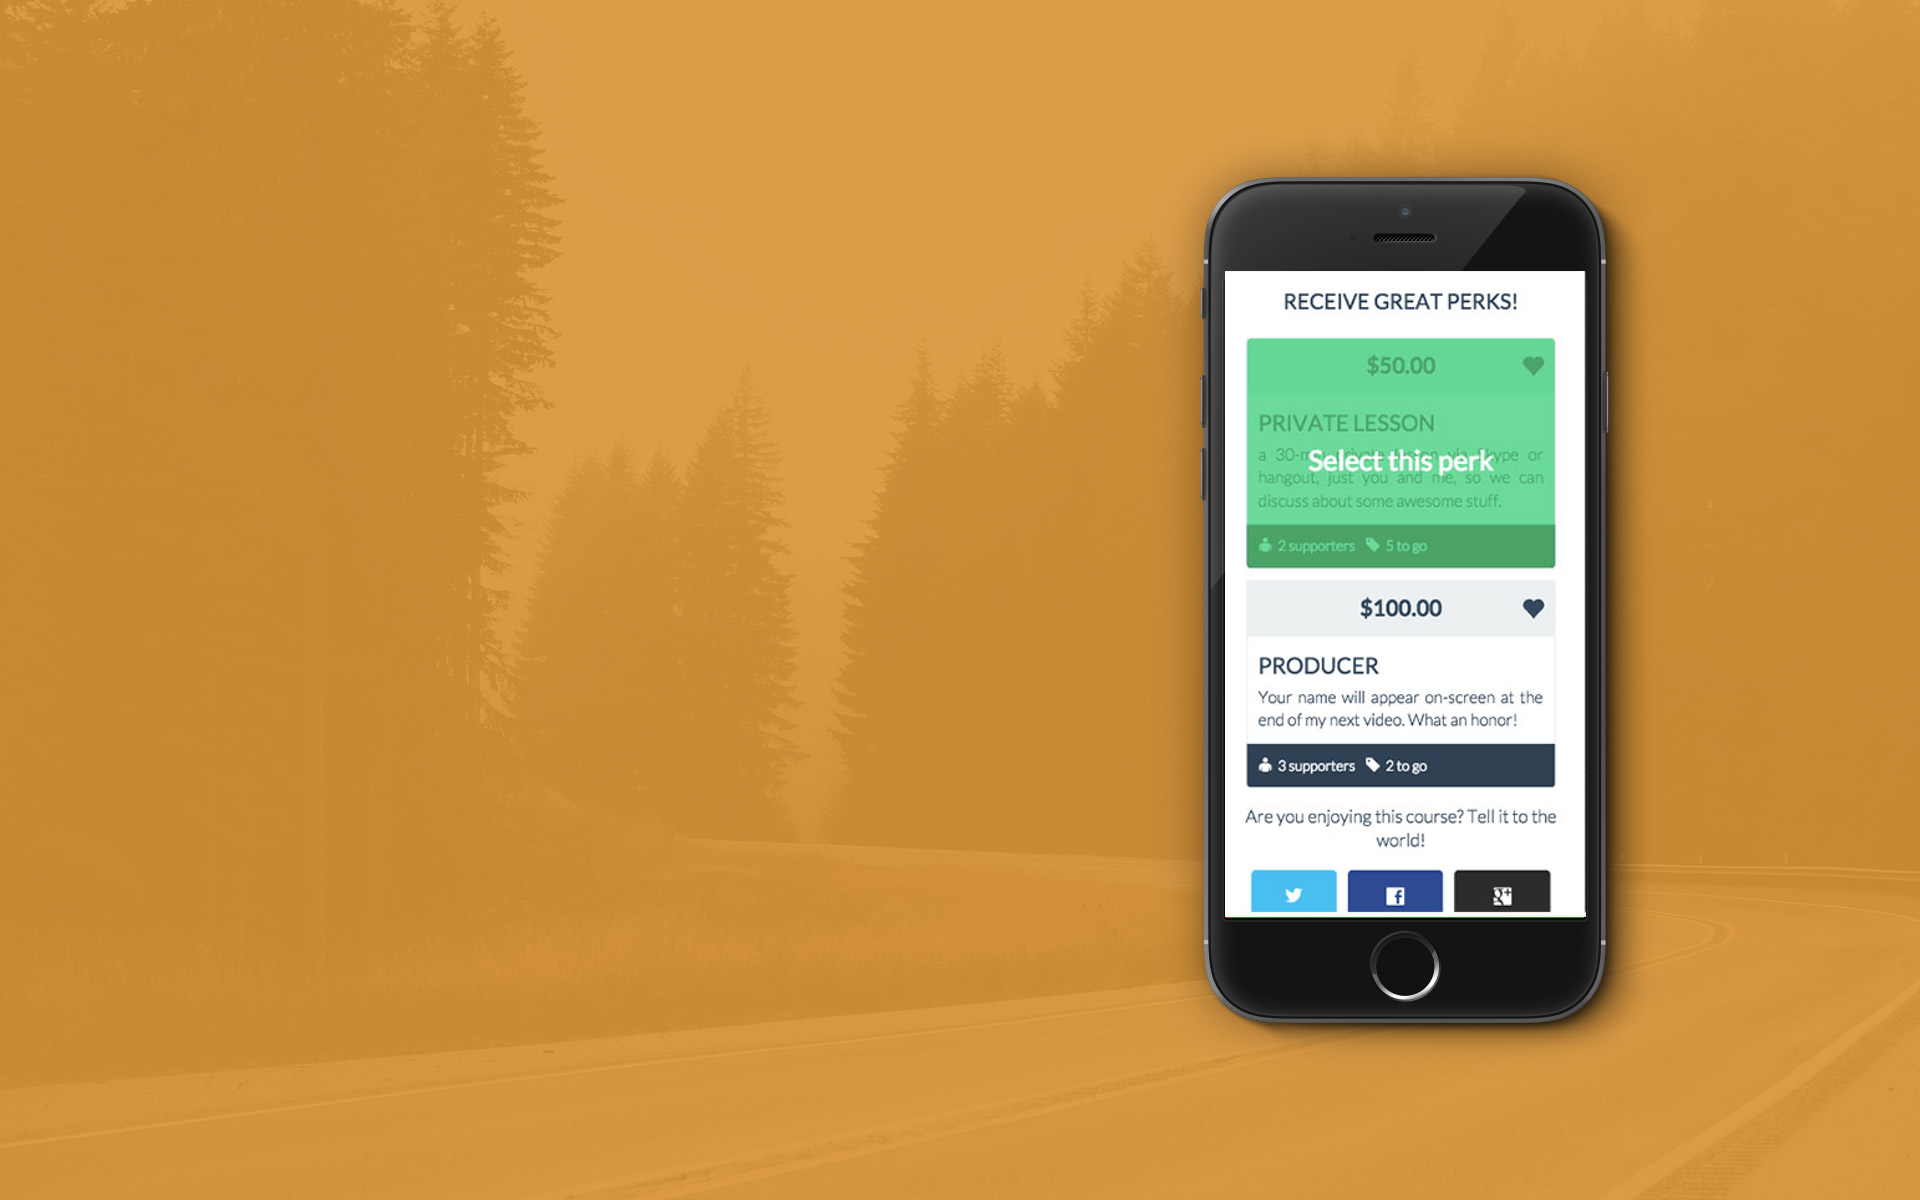 RECEIVE GREAT PERKS!
$50.00
PRIVATE LESSON
a 30-m private lesson via Skype or
Select this perk
hangout, just you and me, so we can
discuss about some awesome stuff.
2 supporters 5 to go
$100.00
PRODUCER
Your name will appear on-screen at the
end of my next video. What an honor!
3 supporters 2 to go
Are you enjoying this course? Tell it to the
world!